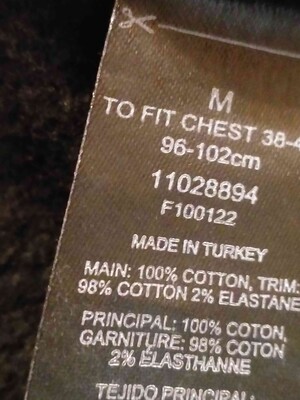 M
TO FIT CHEST 38-4
96-102cm
11028894
F100122
MADE IN TURKEY
MAIN: 100% COTTON, TRIM:
98% COTTON 2% ELASTANE
PRINCIPAL: 100% COTON,
GARNITURE: 98% COTON
2% ÉLASTHANNE
TEJIDO PRINCIPAL: